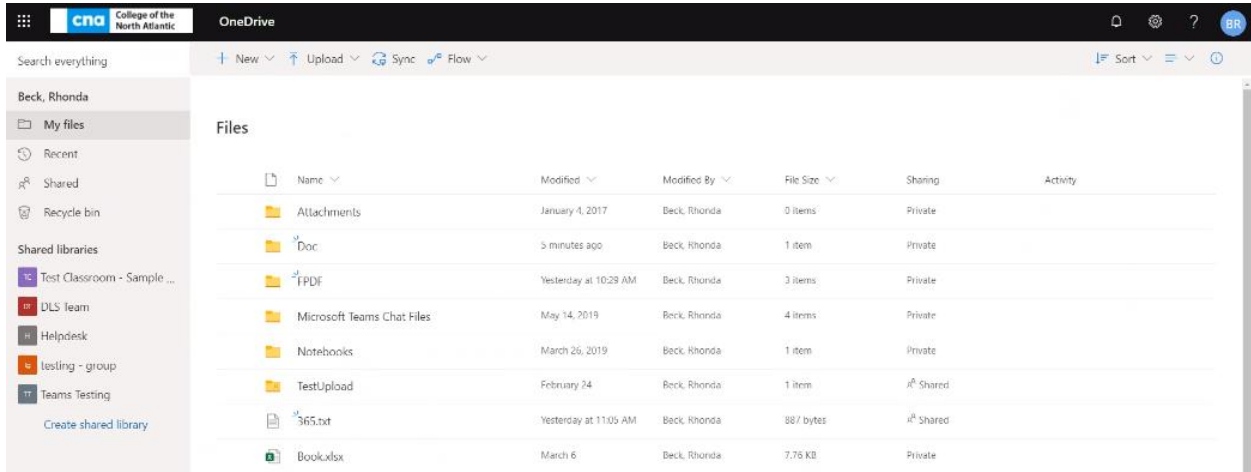 cna College of the
North Atlantic
OneDrive
?
BR
Search everything
New Upload Sync Flow
Sort
Beck, Rhonda
My files
Recent
Shared
Recycle bin
Shared libraries
TC Test Classroom - Sample ...
DT DLS Team
H Helpdesk
tg testing - group
TT Teams Testing
Create shared library
Files
Name Modified Modified By File Size Sharing Activity
Attachments January 4, 2017 Beck, Rhonda 0 items Private
Doc 5 minutes ago Beck, Rhonda 1 item Private
FPDF Yesterday at 10:29 AM Beck, Rhonda 3 items Private
Microsoft Teams Chat Files May 14, 2019 Beck, Rhonda 4 items Private
Notebooks March 26, 2019 Beck, Rhonda 1 item Private
TestUpload February 24 Beck, Rhonda 1 item Shared
365.txt Yesterday at 11:05 AM Beck, Rhonda 887 bytes Shared
Book.xlsx March 6 Beck, Rhonda 7.76 KB Private